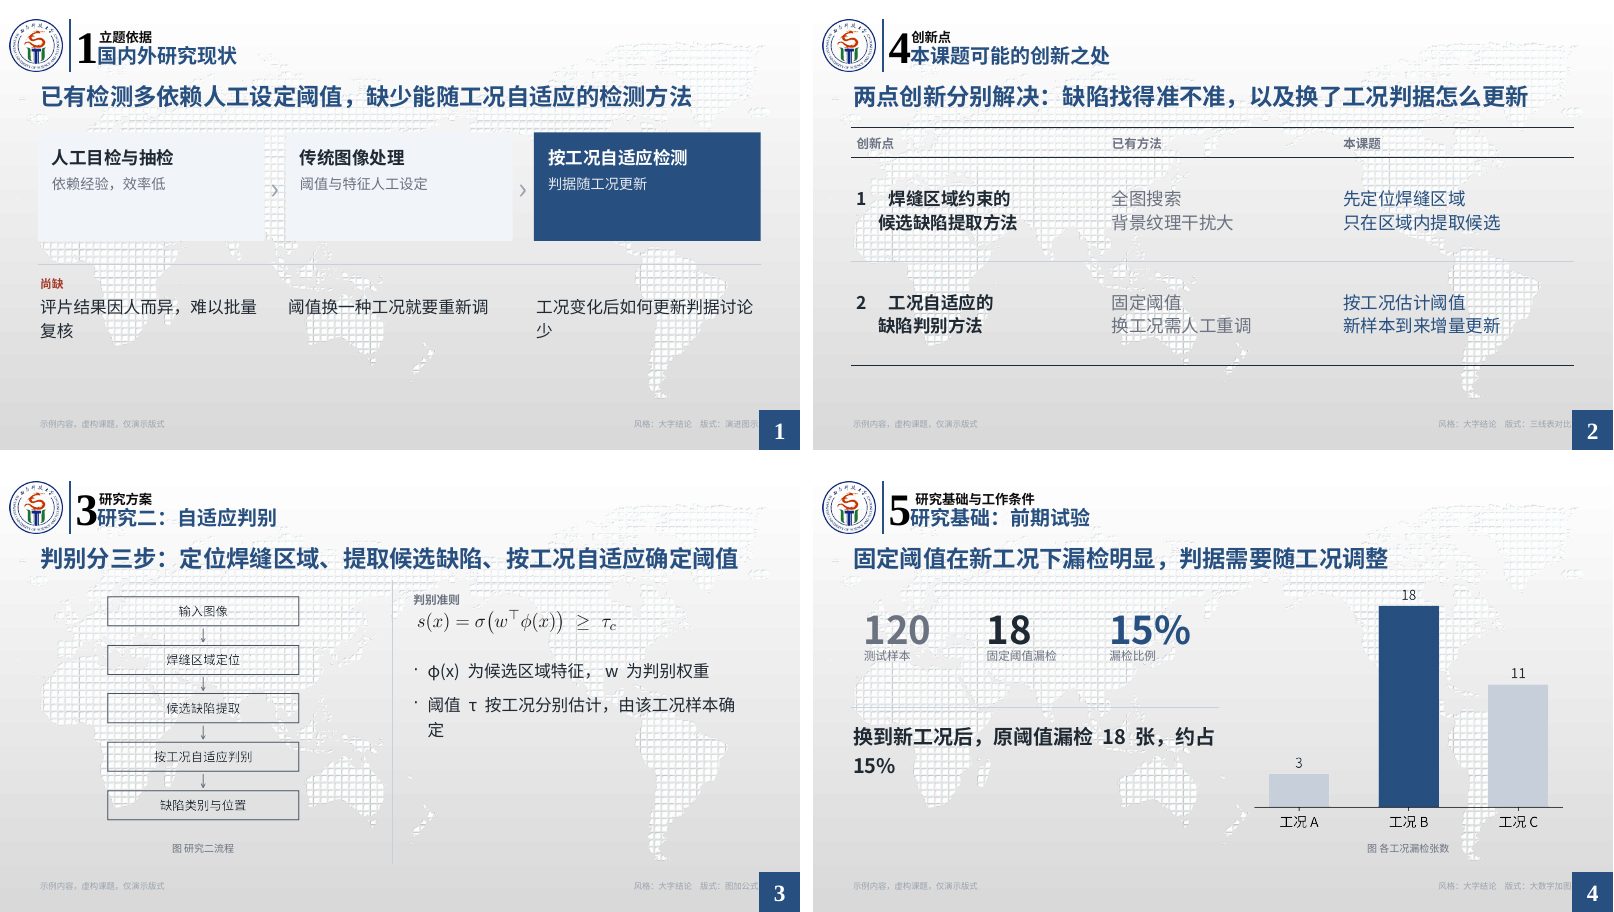 1
立题依据
国内外研究现状
已有检测多依赖人工设定阈值，缺少能随工况自适应的检测方法
人工目检与抽检
依赖经验，效率低
›
传统图像处理
阈值与特征人工设定
›
按工况自适应检测
判据随工况更新
尚缺
评片结果因人而异，难以批量
复核
阈值换一种工况就要重新调
工况变化后如何更新判据讨论
少
示例内容，虚构课题，仅演示版式
风格：大字结论 版式：演进图示
1
4
创新点
本课题可能的创新之处
两点创新分别解决：缺陷找得准不准，以及换了工况判据怎么更新
创新点 已有方法 本课题
1 焊缝区域约束的
候选缺陷提取方法
全图搜索
背景纹理干扰大
先定位焊缝区域
只在区域内提取候选
2 工况自适应的
缺陷判别方法
固定阈值
换工况需人工重调
按工况估计阈值
新样本到来增量更新
示例内容，虚构课题，仅演示版式
风格：大字结论 版式：三线表对比
2
3
研究方案
研究二：自适应判别
判别分三步：定位焊缝区域、提取候选缺陷、按工况自适应确定阈值
输入图像
↓
焊缝区域定位
↓
候选缺陷提取
↓
按工况自适应判别
↓
缺陷类别与位置
图 研究二流程
判别准则
s(x) = σ(w⊤ϕ(x)) ≥ τc
· ϕ(x) 为候选区域特征， w 为判别权重
· 阈值 τ 按工况分别估计，由该工况样本确
定
示例内容，虚构课题，仅演示版式
风格：大字结论 版式：图加公式
3
5
研究基础与工作条件
研究基础：前期试验
固定阈值在新工况下漏检明显，判据需要随工况调整
120
测试样本
18
固定阈值漏检
15%
漏检比例
换到新工况后，原阈值漏检 18 张，约占
15%
3
18
11
工况 A
工况 B
工况 C
图 各工况漏检张数
示例内容，虚构课题，仅演示版式
风格：大字结论 版式：大数字加图
4